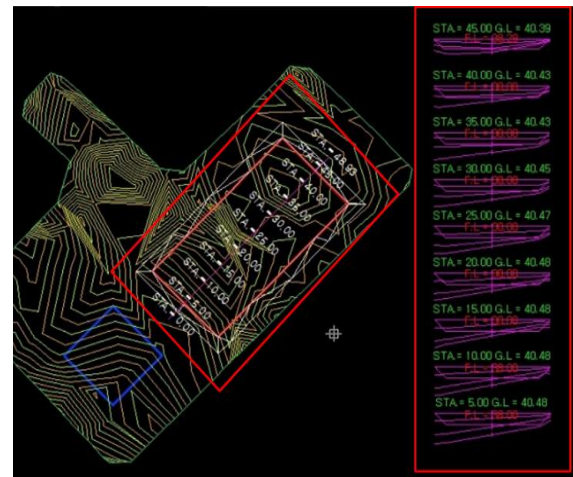 STA.= 48.93
STA.= 45.00
STA.= 40.00
STA.= 35.00
STA.= 30.00
STA.= 25.00
STA.= 20.00
STA.= 15.00
STA.= 10.00
STA.= 5.00
STA.= 0.00
STA.= 45.00 G.L = 40.39
F.L =
STA.= 40.00 G.L = 40.43
F.L =
STA.= 35.00 G.L = 40.43
F.L =
STA.= 30.00 G.L = 40.45
F.L =
STA.= 25.00 G.L = 40.47
F.L =
STA.= 20.00 G.L = 40.48
F.L =
STA.= 15.00 G.L = 40.48
F.L =
STA.= 10.00 G.L = 40.48
F.L =
STA.= 5.00 G.L = 40.48
F.L =